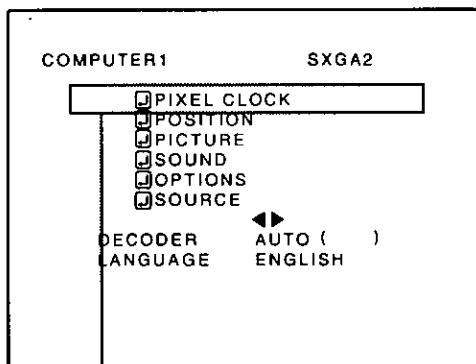 COMPUTER1 SXGA2
PIXEL CLOCK
POSITION
PICTURE
SOUND
OPTIONS
SOURCE
DECODER AUTO ( )
LANGUAGE ENGLISH